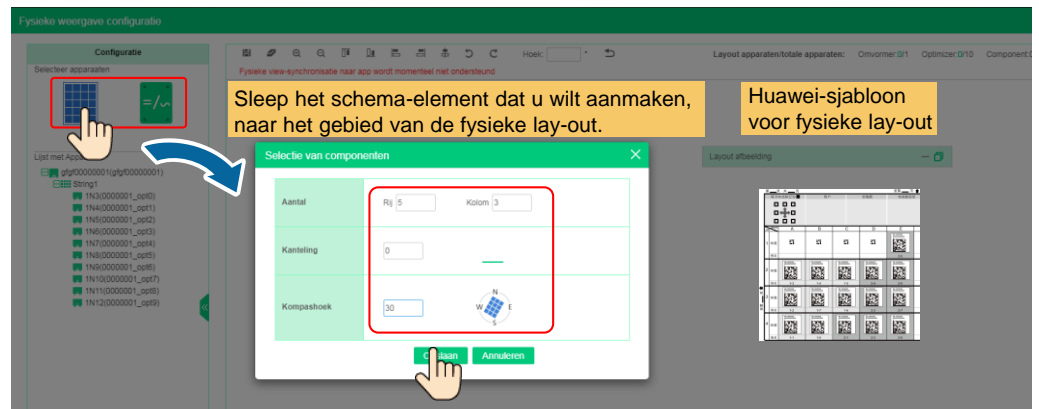 Fysieke weergave configuratie
Configuratie
Selecteer apparaaten
Hoek:
Layout apparaten/totale apparaten: Omvormer:0/1 Optimizer:0/10 Component:
Fysieke view-synchronisatie naar app wordt momenteel niet ondersteund
Sleep het schema-element dat u wilt aanmaken,
naar het gebied van de fysieke lay-out.
Huawei-sjabloon
voor fysieke lay-out
Lijst met
gfgf00000001(gfgf00000001)
String1
1N3(0000001_opt0)
1N4(0000001_opt1)
1N5(0000001_opt2)
1N6(0000001_opt3)
1N7(0000001_opt4)
1N8(0000001_opt5)
1N9(0000001_opt6)
1N10(0000001_opt7)
1N11(0000001_opt8)
1N12(0000001_opt9)
Selectie van componenten
Aantal
Rij 5
Kolom 3
Kanteling
0
Kompashoek
30
N
W E
S
Annuleren
Layout afbeelding
A B C D E